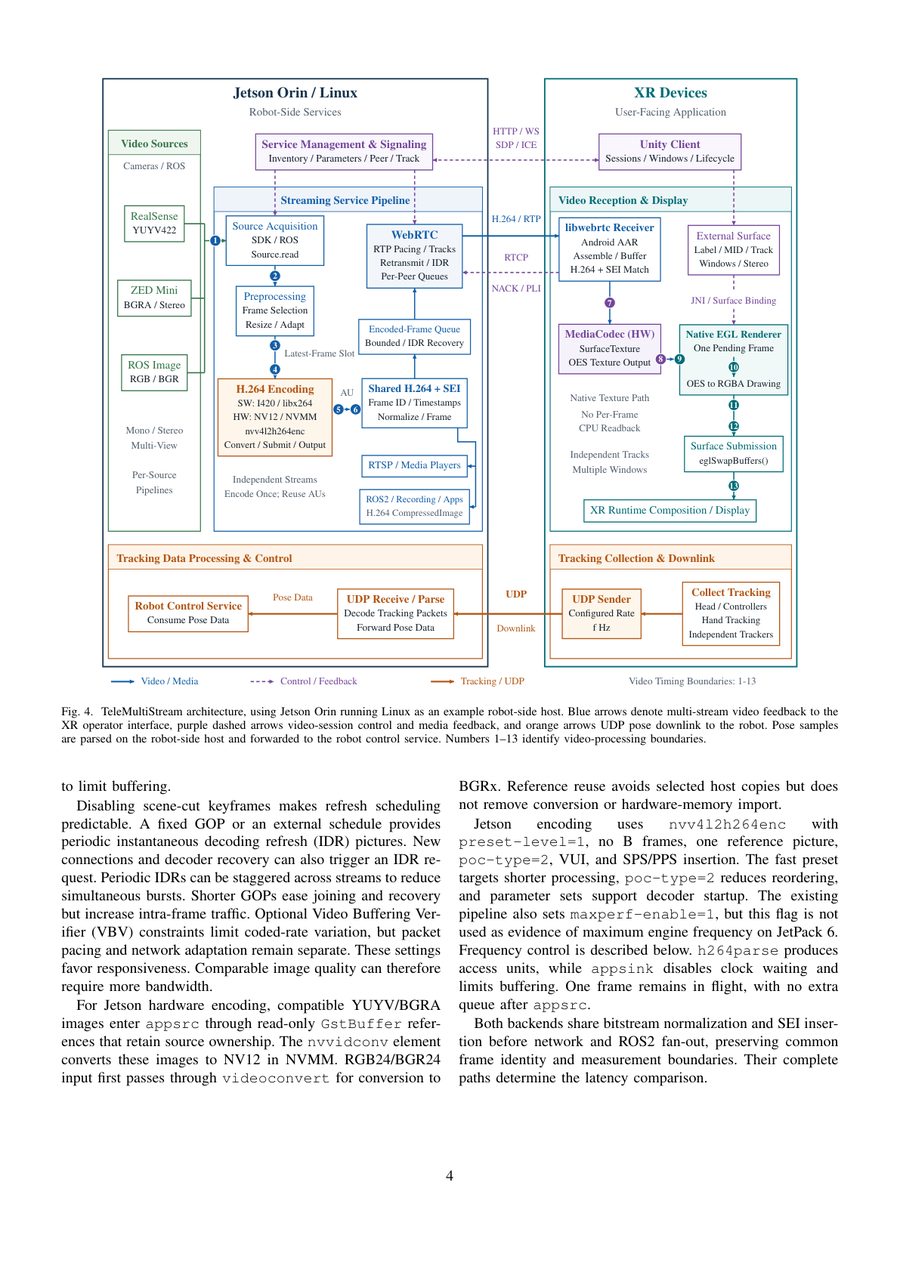 Jetson Orin / Linux
Robot-Side Services
XR Devices
User-Facing Application
Video Sources
Cameras / ROS
RealSense
YUYV422
ZED Mini
BGRA / Stereo
ROS Image
RGB / BGR
Mono / Stereo
Multi-View
Per-Source
Pipelines
Service Management & Signaling
Inventory / Parameters / Peer / Track
HTTP / WS
SDP / ICE
Unity Client
Sessions / Windows / Lifecycle
Streaming Service Pipeline
1
Source Acquisition
SDK / ROS
Source.read
2
Preprocessing
Frame Selection
Resize / Adapt
3
Latest-Frame Slot
4
H.264 Encoding
SW: I420 / libx264
HW: NV12 / NVMM
nvv4l2h264enc
Convert / Submit / Output
AU
5
6
Independent Streams
Encode Once; Reuse AUs
WebRTC
RTP Pacing / Tracks
Retransmit / IDR
Per-Peer Queues
Encoded-Frame Queue
Bounded / IDR Recovery
Shared H.264 + SEI
Frame ID / Timestamps
Normalize / Frame
RTSP / Media Players
ROS2 / Recording / Apps
H.264 CompressedImage
H.264 / RTP
RTCP
NACK / PLI
Video Reception & Display
libwebrtc Receiver
Android AAR
Assemble / Buffer
H.264 + SEI Match
7
MediaCodec (HW)
SurfaceTexture
OES Texture Output
8
9
Native Texture Path
No Per-Frame
CPU Readback
Independent Tracks
Multiple Windows
External Surface
Label / MID / Track
Windows / Stereo
JNI / Surface Binding
Native EGL Renderer
One Pending Frame
10
OES to RGBA Drawing
11
12
Surface Submission
eglSwapBuffers()
13
XR Runtime Composition / Display
Tracking Data Processing & Control
Robot Control Service
Consume Pose Data
Pose Data
UDP Receive / Parse
Decode Tracking Packets
Forward Pose Data
UDP
Downlink
Tracking Collection & Downlink
UDP Sender
Configured Rate
f Hz
Collect Tracking
Head / Controllers
Hand Tracking
Independent Trackers
Video / Media
Control / Feedback
Tracking / UDP
Video Timing Boundaries: 1-13
Fig. 4. TeleMultiStream architecture, using Jetson Orin running Linux as an example robot-side host. Blue arrows denote multi-stream video feedback to the
XR operator interface, purple dashed arrows video-session control and media feedback, and orange arrows UDP pose downlink to the robot. Pose samples
are parsed on the robot-side host and forwarded to the robot control service. Numbers 1–13 identify video-processing boundaries.
to limit buffering.
Disabling scene-cut keyframes makes refresh scheduling
predictable. A fixed GOP or an external schedule provides
periodic instantaneous decoding refresh (IDR) pictures. New
connections and decoder recovery can also trigger an IDR re-
quest. Periodic IDRs can be staggered across streams to reduce
simultaneous bursts. Shorter GOPs ease joining and recovery
but increase intra-frame traffic. Optional Video Buffering Ver-
ifier (VBV) constraints limit coded-rate variation, but packet
pacing and network adaptation remain separate. These settings
favor responsiveness. Comparable image quality can therefore
require more bandwidth.
For Jetson hardware encoding, compatible YUYV/BGRA
images enter appsrc through read-only GstBuffer refer-
ences that retain source ownership. The nvvidconv element
converts these images to NV12 in NVMM. RGB24/BGR24
input first passes through videoconvert for conversion to
BGRx. Reference reuse avoids selected host copies but does
not remove conversion or hardware-memory import.
Jetson encoding uses nvv4l2h264enc with
preset-level=1, no B frames, one reference picture,
poc-type=2, VUI, and SPS/PPS insertion. The fast preset
targets shorter processing, poc-type=2 reduces reordering,
and parameter sets support decoder startup. The existing
pipeline also sets maxperf-enable=1, but this flag is not
used as evidence of maximum engine frequency on JetPack 6.
Frequency control is described below. h264parse produces
access units, while appsink disables clock waiting and
limits buffering. One frame remains in flight, with no extra
queue after appsrc.
Both backends share bitstream normalization and SEI inser-
tion before network and ROS2 fan-out, preserving common
frame identity and measurement boundaries. Their complete
paths determine the latency comparison.
4